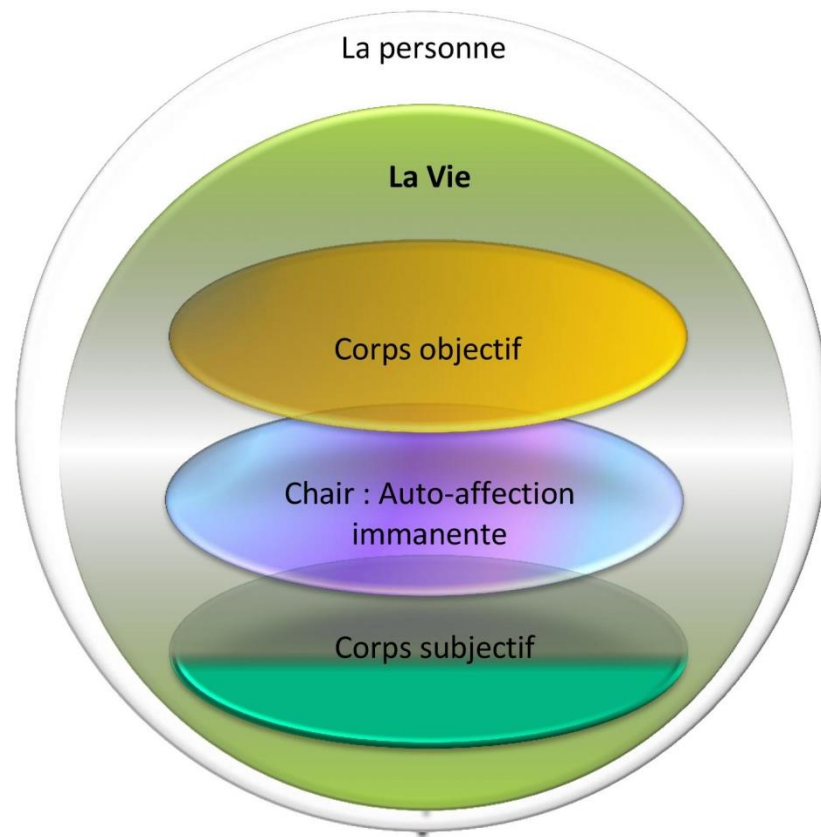 La personne
La Vie
Corps objectif
Chair : Auto-affection
immanente
Corps subjectif